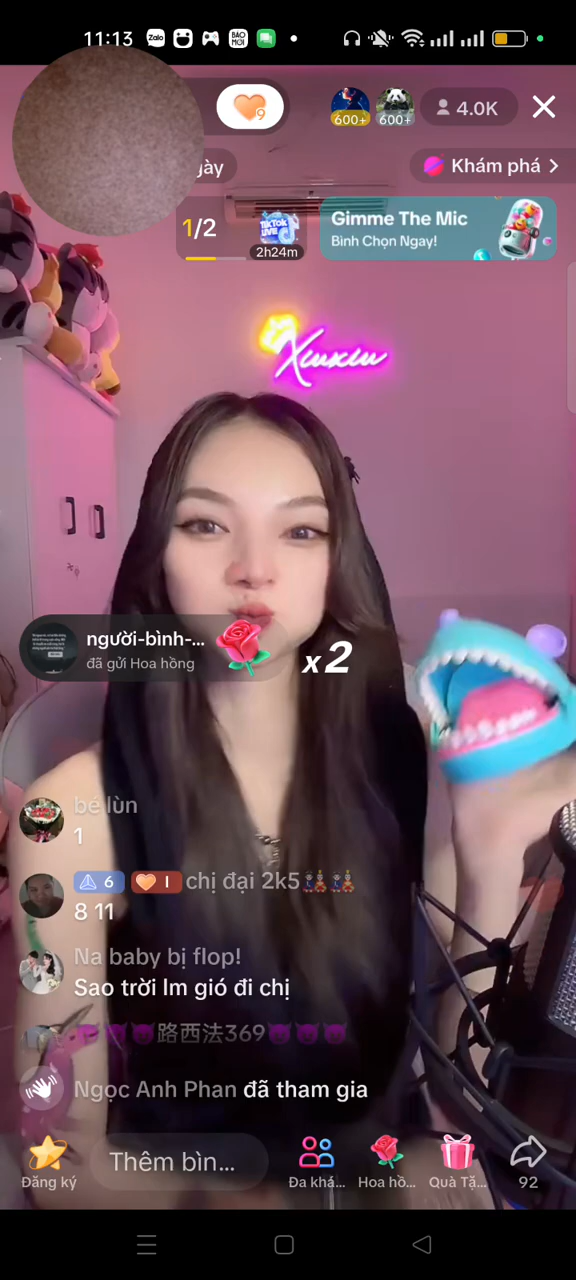 11:13
Zalo
BÁO MỚI
9
600+
600+
4.0K
gày
Khám phá
1/2
TikTok LIVE
2h24m
Gimme The Mic
Bình Chọn Ngay!
Xiuxiu
người-bình-...
đã gửi Hoa hồng
x2
bé lùn
1
6
I
chị đại 2k5
8 11
Na baby bị flop!
Sao trời lm gió đi chị
路西法369
Ngọc Anh Phan đã tham gia
Đăng ký
Thêm bìn...
Đa khá...
Hoa hồ...
Quà Tặ...
92